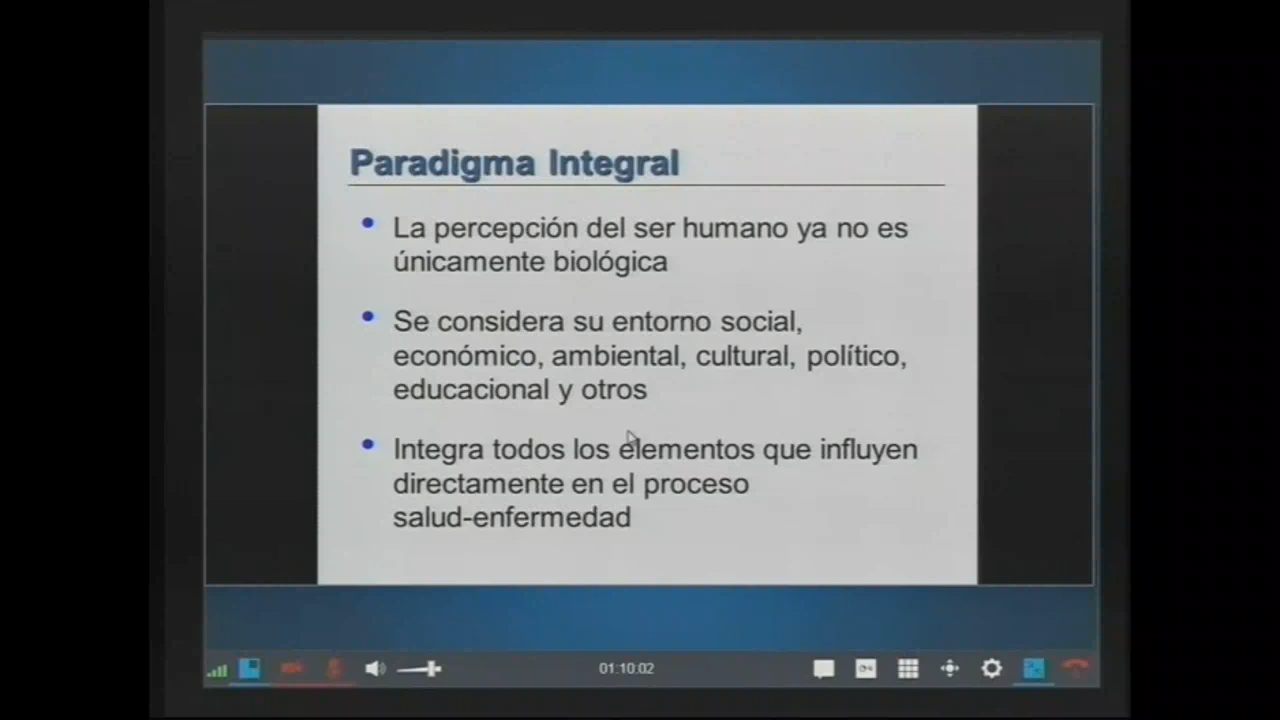 Paradigma Integral
La percepción del ser humano ya no es
únicamente biológica
Se considera su entorno social,
económico, ambiental, cultural, político,
educacional y otros
Integra todos los elementos que influyen
directamente en el proceso
salud-enfermedad
01:10:02